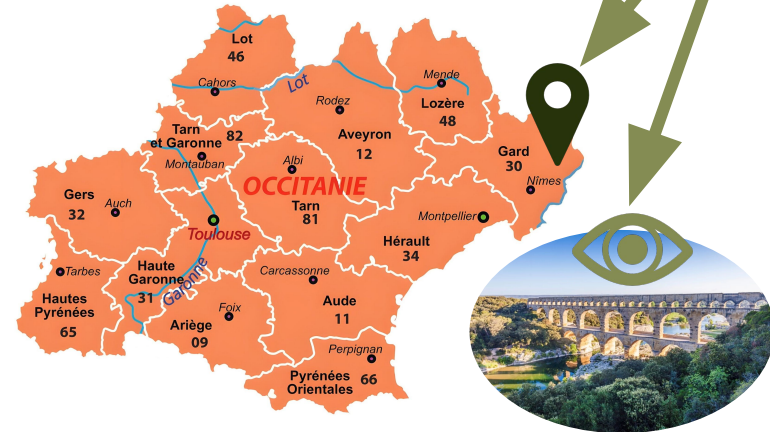 Lot
46
Cahors
Lot
Mende
Lozère
48
Rodez
Aveyron
12
Tarn
et Garonne
82
Montauban
Gard
30
Nîmes
Albi
OCCITANIE
Tarn
81
Gers
32
Auch
Toulouse
Montpellier
Hérault
34
Tarbes
Hautes
Pyrénées
65
Haute
Garonne
31
Garonne
Carcassonne
Aude
11
Foix
Ariège
09
Perpignan
Pyrénées
Orientales
66